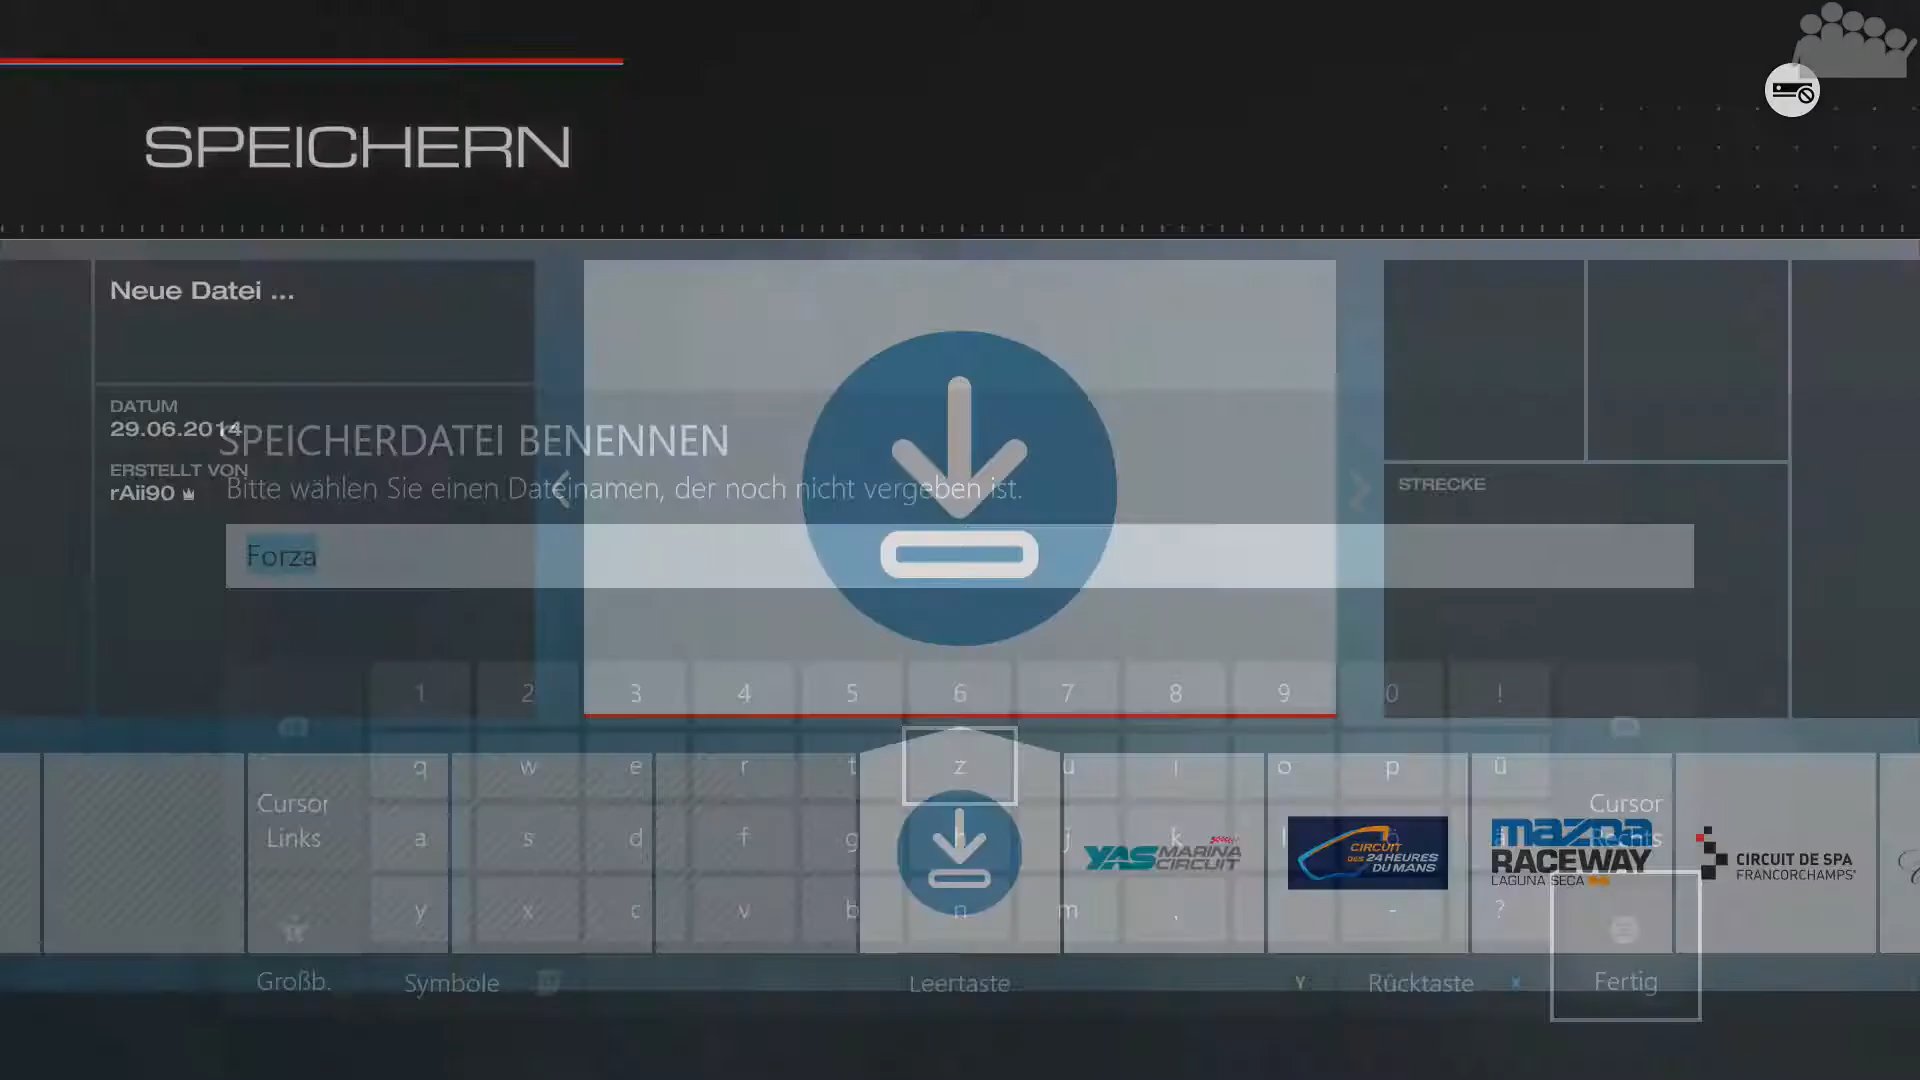 SPEICHERN
Neue Datei ...
DATUM
29.06.2014
ERSTELLT VON
rAii90
SPEICHERDATEI BENENNEN
Bitte wählen Sie einen Dateinamen, der noch nicht vergeben ist.
Forza
STRECKE
1 2 3 4 5 6 7 8 9 0 !
q w e r t z u i o p ü
Cursor Links
a s d f g h j k l ö ä
Cursor Rechts
y x c v b n m , - ?
YAS MARINA CIRCUIT
CIRCUIT DES 24 HEURES DU MANS
mazda RACEWAY
LAGUNA SECA
CIRCUIT DE SPA
FRANCORCHAMPS
Großb. Symbole Leertaste Y Rücktaste X Fertig